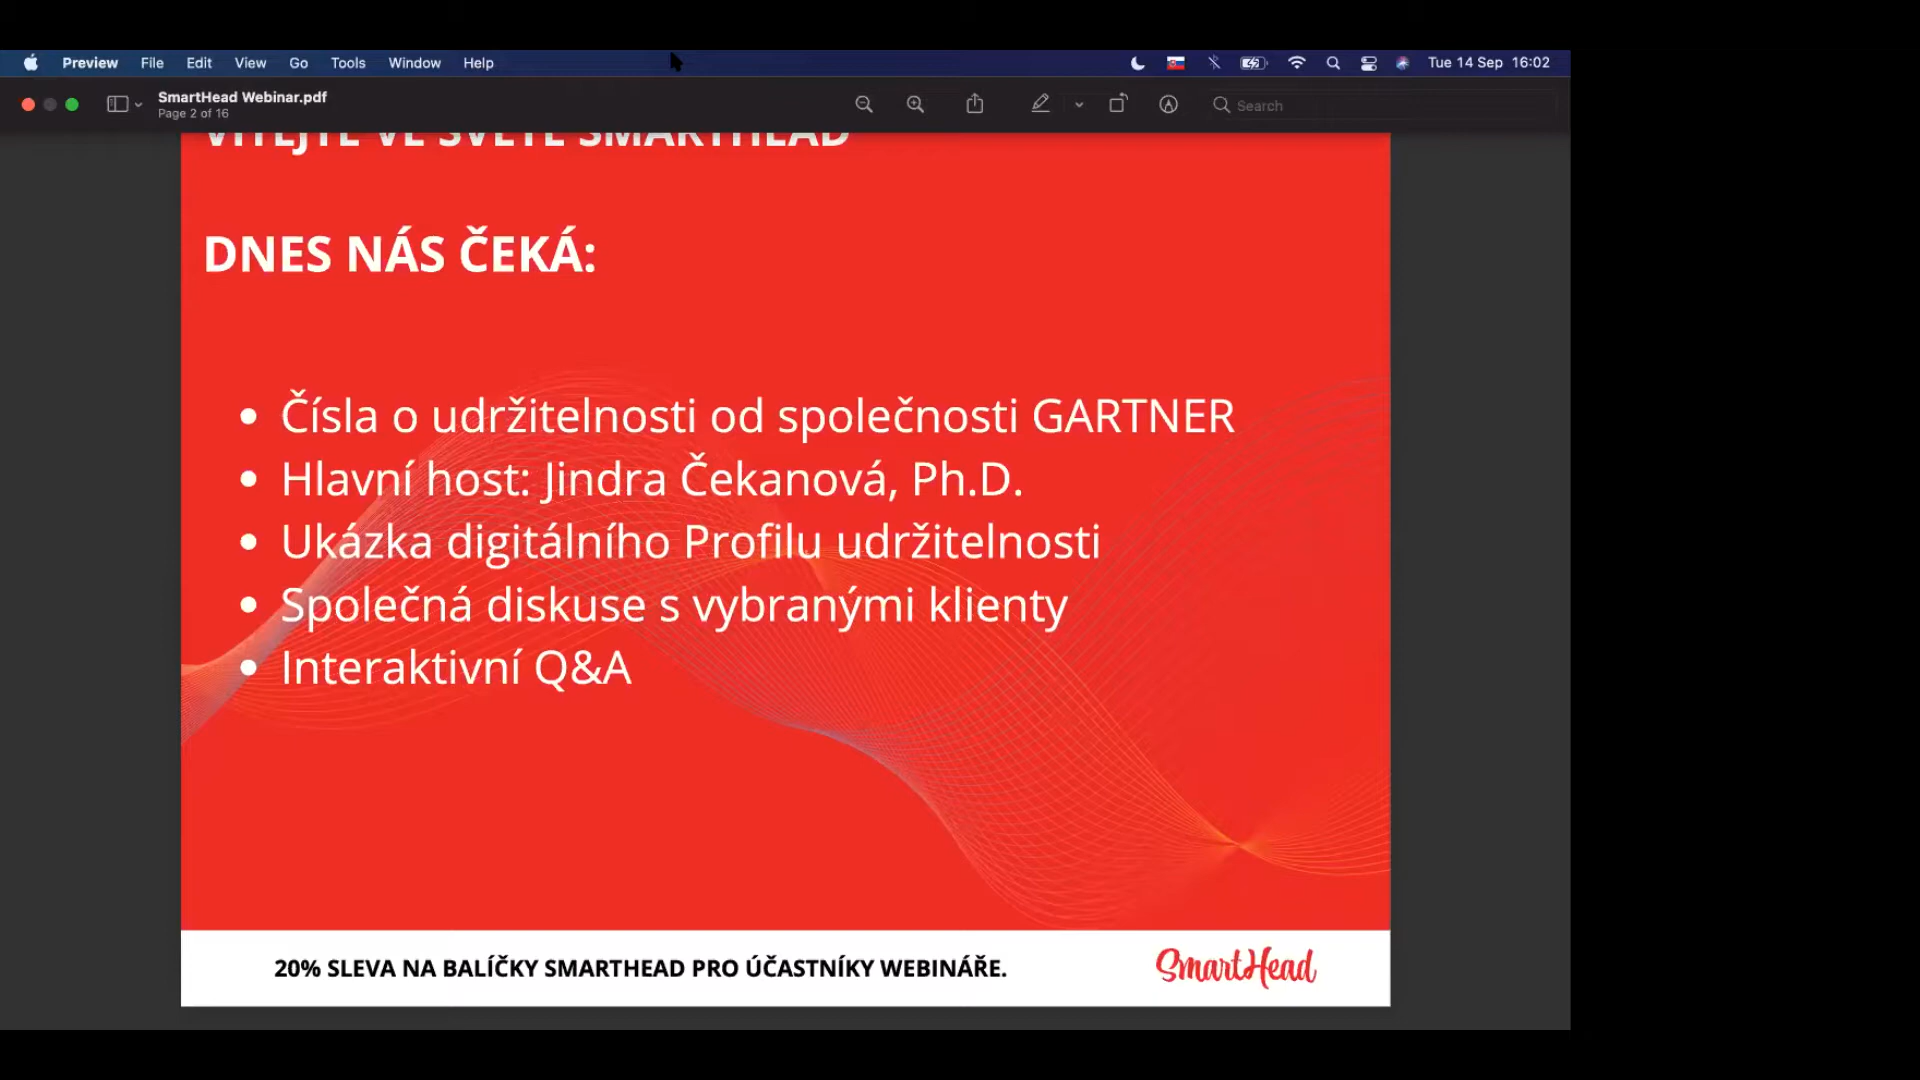 Preview File Edit View Go Tools Window Help Tue 14 Sep 16:02
SmartHead Webinar.pdf
Page 2 of 16
Search
VÍTEJTE VE SVĚTĚ SMARTHEAD
DNES NÁS ČEKÁ:
• Čísla o udržitelnosti od společnosti GARTNER
• Hlavní host: Jindra Čekanová, Ph.D.
• Ukázka digitálního Profilu udržitelnosti
• Společná diskuse s vybranými klienty
• Interaktivní Q&A
20% SLEVA NA BALÍČKY SMARTHEAD PRO ÚČASTNÍKY WEBINÁŘE.
SmartHead